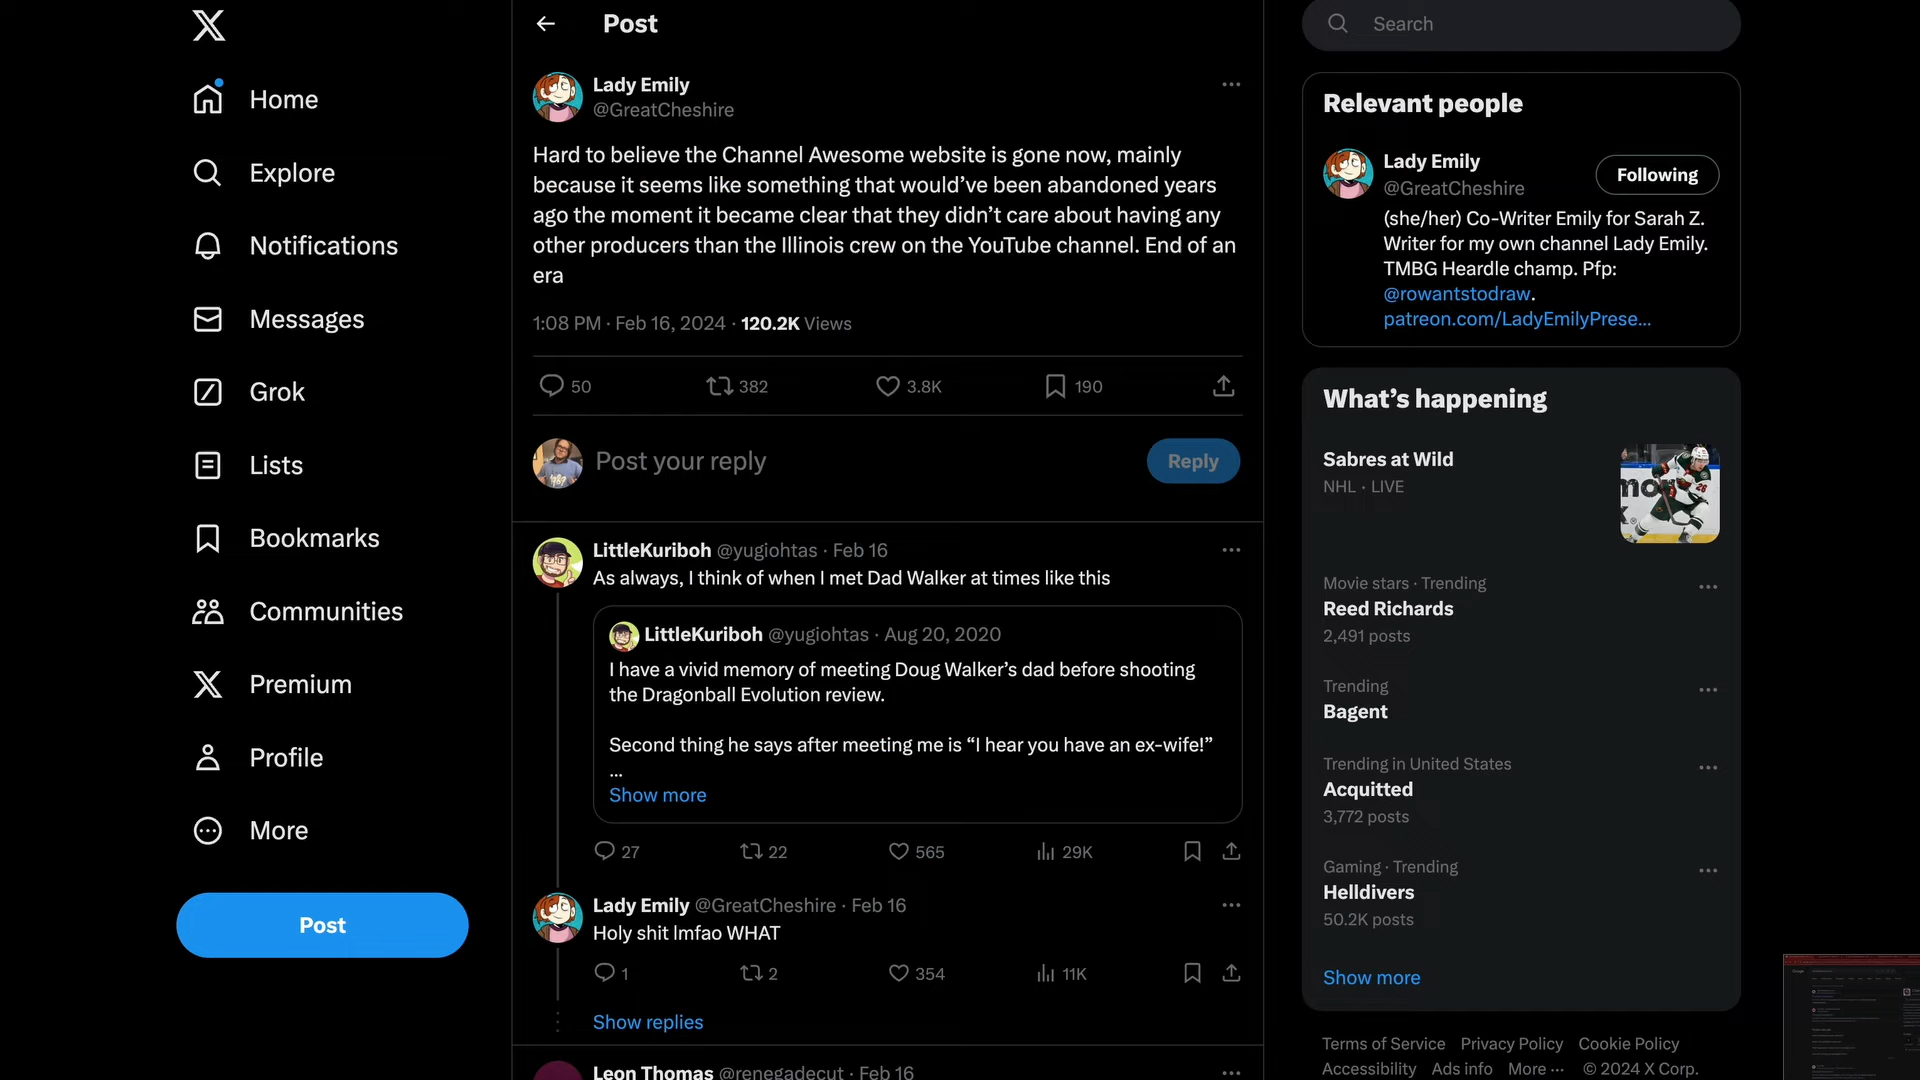 Home
Explore
Notifications
Messages
Grok
Lists
Bookmarks
Communities
Premium
Profile
More
Post
Post
Lady Emily
@GreatCheshire
Hard to believe the Channel Awesome website is gone now, mainly
because it seems like something that would’ve been abandoned years
ago the moment it became clear that they didn’t care about having any
other producers than the Illinois crew on the YouTube channel. End of an
era
1:08 PM · Feb 16, 2024 · 120.2K Views
50 382 3.8K 190
Post your reply
Reply
LittleKuriboh @yugiohtas · Feb 16
As always, I think of when I met Dad Walker at times like this
LittleKuriboh @yugiohtas · Aug 20, 2020
I have a vivid memory of meeting Doug Walker’s dad before shooting
the Dragonball Evolution review.
Second thing he says after meeting me is “I hear you have an ex-wife!”
...
Show more
27 22 565 29K
Lady Emily @GreatCheshire · Feb 16
Holy shit lmfao WHAT
1 2 354 11K
Show replies
Leon Thomas @renegadecut · Feb 16
Search
Relevant people
Lady Emily
@GreatCheshire
Following
(she/her) Co-Writer Emily for Sarah Z.
Writer for my own channel Lady Emily.
TMBG Heardle champ. Pfp:
@rowantstodraw.
patreon.com/LadyEmilyPrese...
What’s happening
Sabres at Wild
NHL · LIVE
Movie stars · Trending
Reed Richards
2,491 posts
Trending
Bagent
Trending in United States
Acquitted
3,772 posts
Gaming · Trending
Helldivers
50.2K posts
Show more
Terms of Service Privacy Policy Cookie Policy
Accessibility Ads info More ··· © 2024 X Corp.